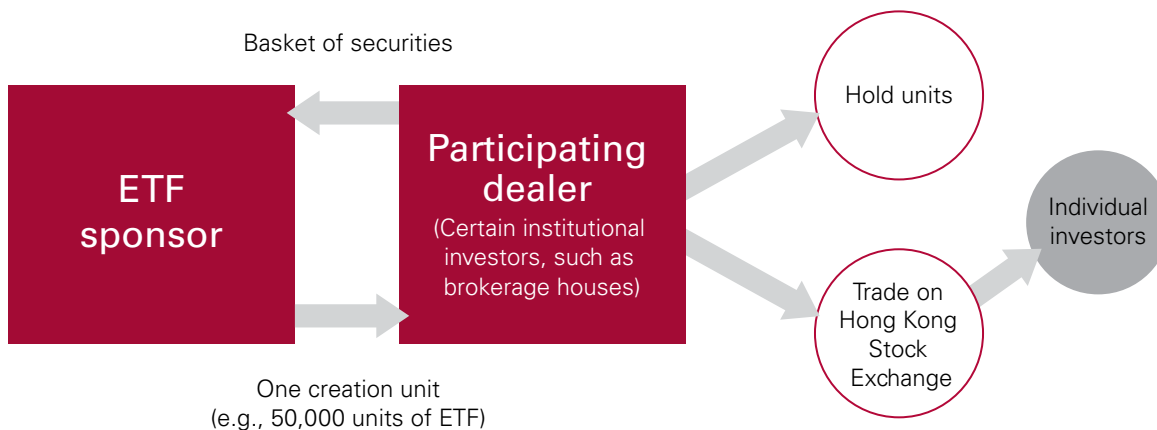 Basket of securities
ETF
sponsor
Participating
dealer
(Certain institutional
investors, such as
brokerage houses)
One creation unit
(e.g., 50,000 units of ETF)
Hold units
Trade on
Hong Kong
Stock
Exchange
Individual
investors